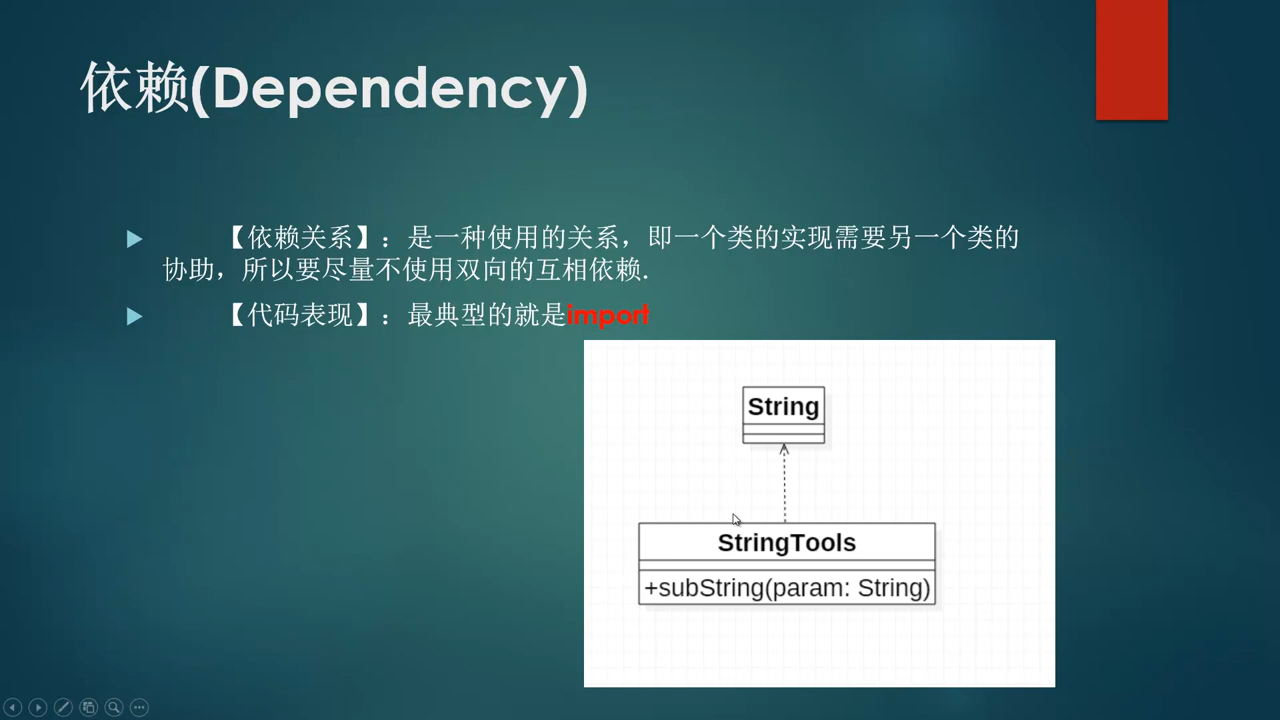 依赖(Dependency)
【依赖关系】：是一种使用的关系，即一个类的实现需要另一个类的
协助，所以要尽量不使用双向的互相依赖.
【代码表现】：最典型的就是import
String
StringTools
+subString(param: String)